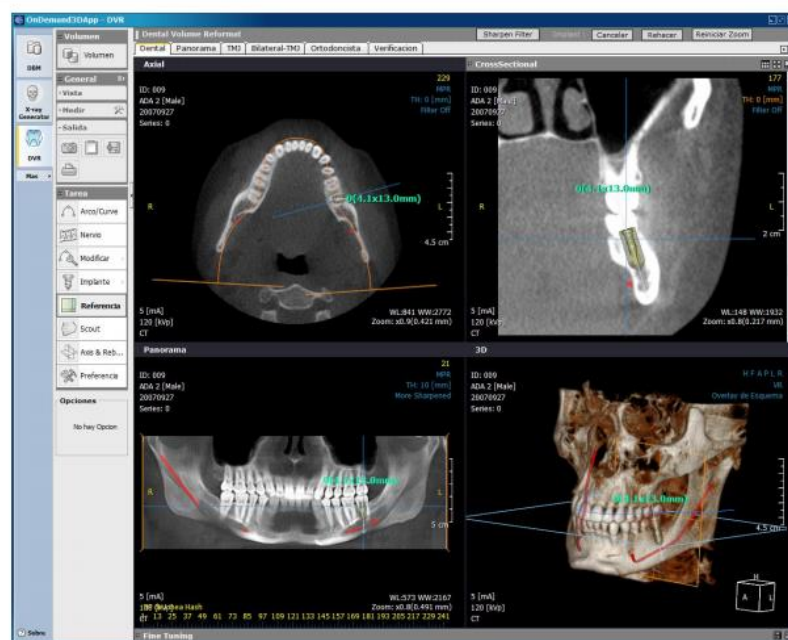 OnDemand3DApp - DVR
DBM
X-ray
Generator
DVR
Mas
Sobre
Volumen
Volumen
General
Vista
Medir
Salida
Tarea
Arco/Curve
Nervio
Modificar
Implante
Referencia
Scout
Axis & Reb...
Preferencia
Opciones
No hay Opcion
Dental Volume Reformat
Sharpen Filter
Implant :
Cancelar
Rehacer
Reiniciar Zoom
Dental
Panorama
TMJ
Bilateral-TMJ
Ortodoncista
Verificacion
Axial
ID: 009
ADA 2 [Male]
20070927
Series: 0
229
MPR
TH: 0 [mm]
Filter Off
0(4.1x13.0mm)
R
L
4.5 cm
5 [mA]
120 [kVp]
CT
WL:841 WW:2772
Zoom: x0.9(0.421 mm)
CrossSectional
ID: 009
ADA 2 [Male]
20070927
Series: 0
177
MPR
TH: 0 [mm]
Filter Off
0(4.1x13.0mm)
R
L
2 cm
5 [mA]
120 [kVp]
CT
WL:148 WW:1932
Zoom: x0.8(0.217 mm)
Panorama
ID: 009
ADA 2 [Male]
20070927
Series: 0
21
MPR
TH: 10 [mm]
More Sharpened
R
L
5 cm
5 [mA]
CT
WL:573 WW:2167
Zoom: x0.8(0.491 mm)
13 25 37 49 61 73 85 97 109 121 133 145 157 169 181 193 205 217 229 241
3D
ID: 009
ADA 2 [Male]
20070927
Series: 0
H F A P L R
VR
Overlay de Esquema
4.5 cm
5 [mA]
120 [kVp]
CT
H
A
L
Fine Tuning